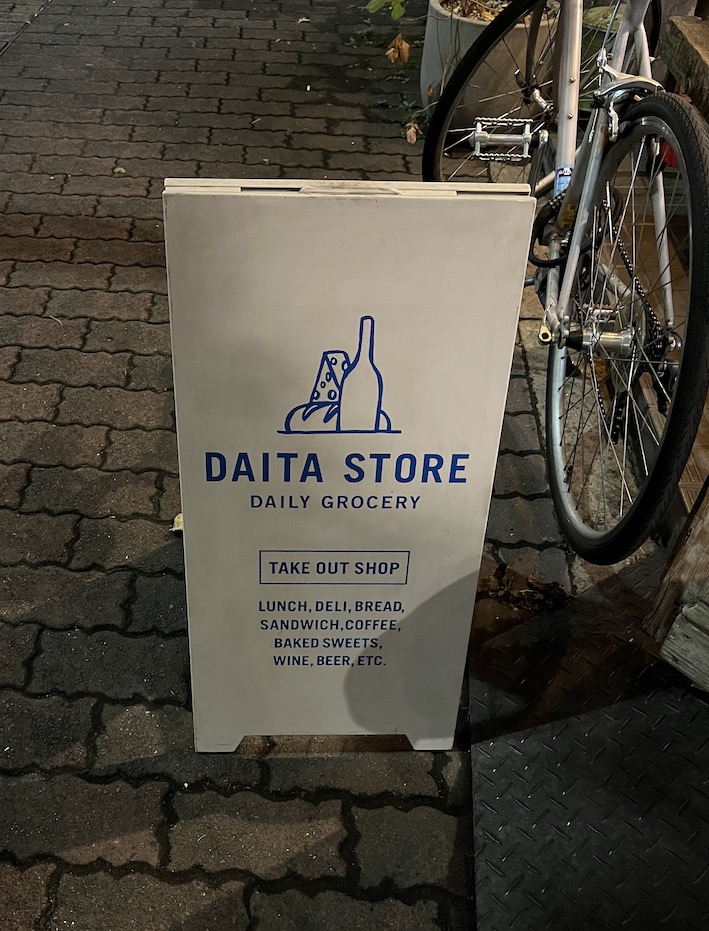 DAITA STORE
DAILY GROCERY
TAKE OUT SHOP
LUNCH, DELI, BREAD,
SANDWICH,COFFEE,
BAKED SWEETS,
WINE, BEER, ETC.